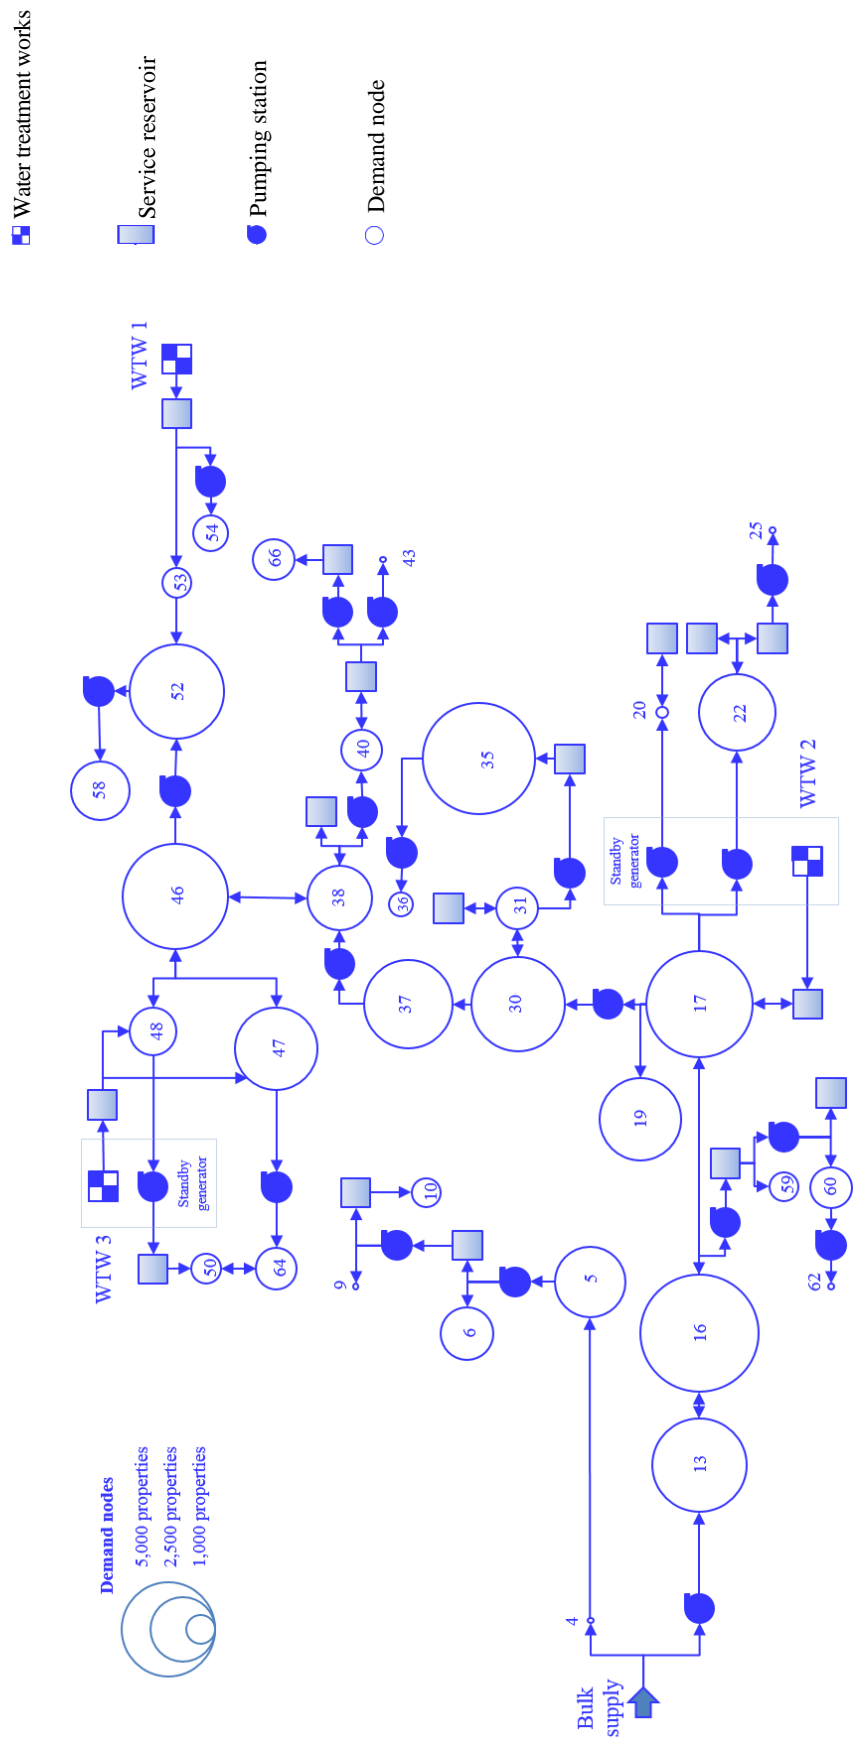 Water treatment works
Service reservoir
Pumping station
Demand node
WTW 1
54
53
66
43
52
58
40
46
38
35
36
31
25
20
22
WTW 2
Standby
generator
48
47
37
30
17
19
WTW 3
Standby
generator
50
64
10
9
6
5
59
60
62
16
13
4
Bulk
supply
Demand nodes
5,000 properties
2,500 properties
1,000 properties